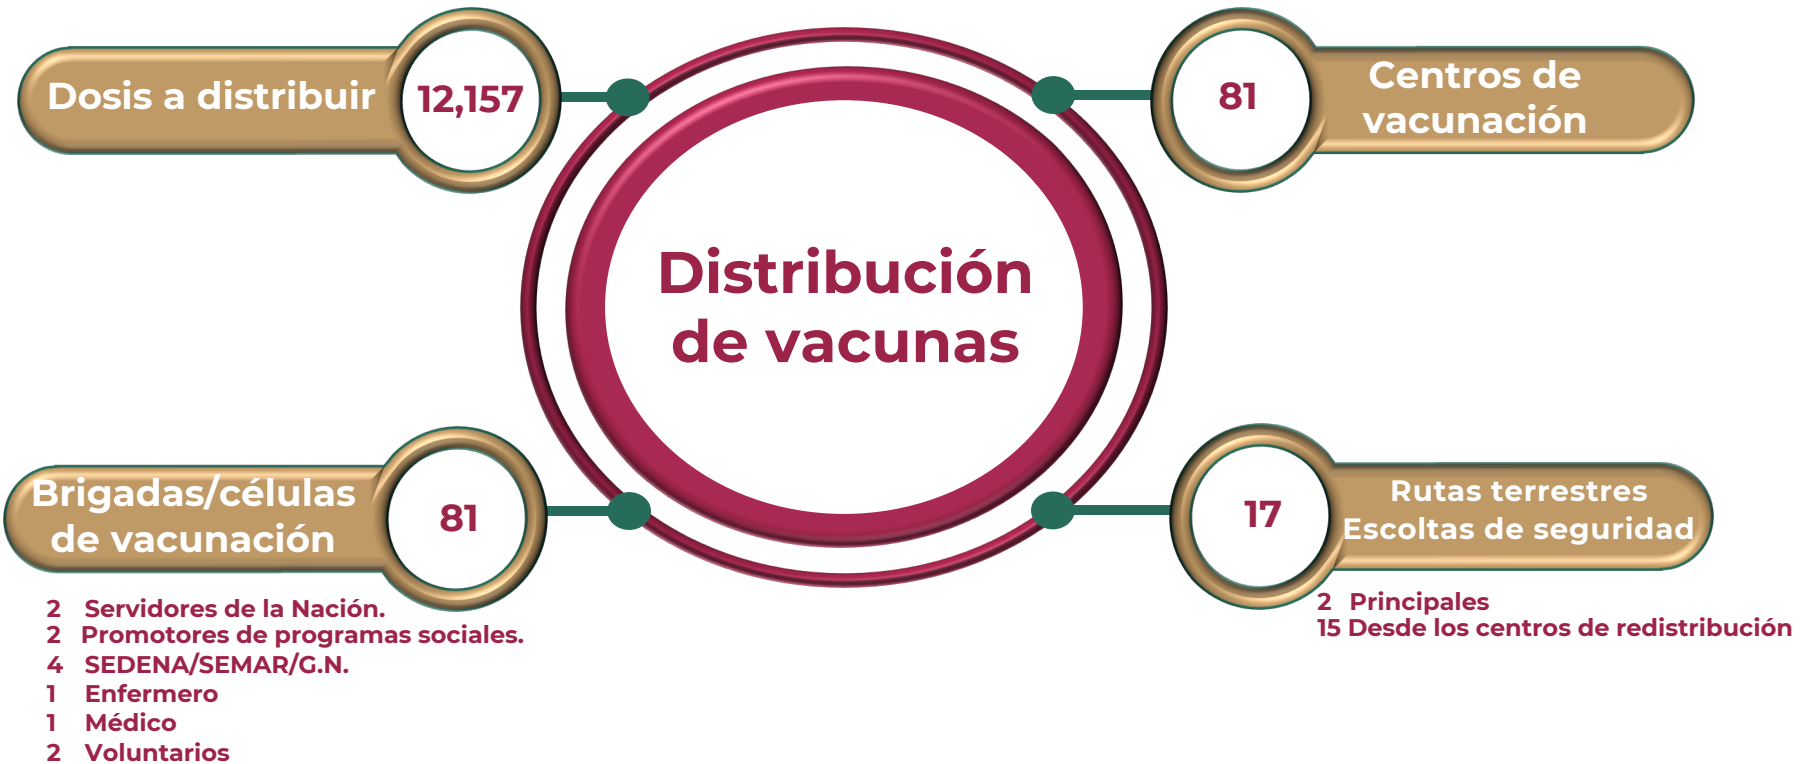 Dosis a distribuir
12,157
81
Centros de
vacunación
Distribución
de vacunas
Brigadas/células
de vacunación
81
17
Rutas terrestres
Escoltas de seguridad
2 Servidores de la Nación.
2 Promotores de programas sociales.
4 SEDENA/SEMAR/G.N.
1 Enfermero
1 Médico
2 Voluntarios
2 Principales
15 Desde los centros de redistribución